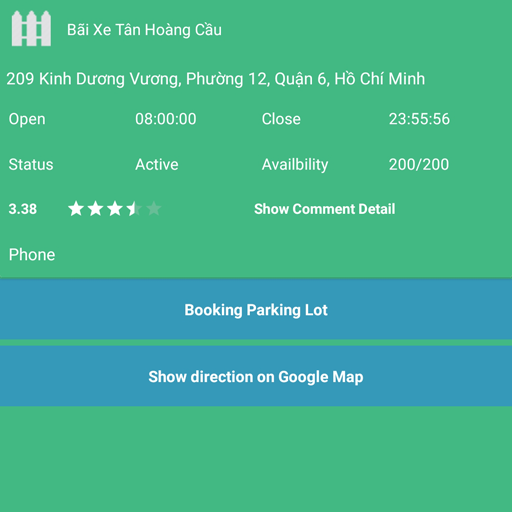 Bãi Xe Tân Hoàng Cầu
209 Kinh Dương Vương, Phường 12, Quận 6, Hồ Chí Minh
Open 08:00:00 Close 23:55:56
Status Active Availbility 200/200
3.38 Show Comment Detail
Phone
Booking Parking Lot
Show direction on Google Map